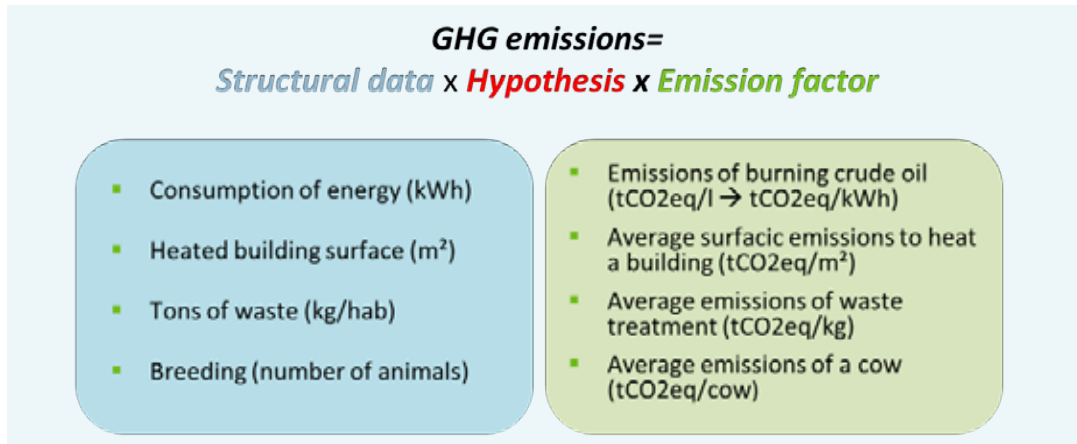 GHG emissions=
Structural data x Hypothesis x Emission factor
▪ Consumption of energy (kWh)
▪ Heated building surface (m²)
▪ Tons of waste (kg/hab)
▪ Breeding (number of animals)
▪ Emissions of burning crude oil
(tCO2eq/l → tCO2eq/kWh)
▪ Average surfacic emissions to heat
a building (tCO2eq/m²)
▪ Average emissions of waste
treatment (tCO2eq/kg)
▪ Average emissions of a cow
(tCO2eq/cow)